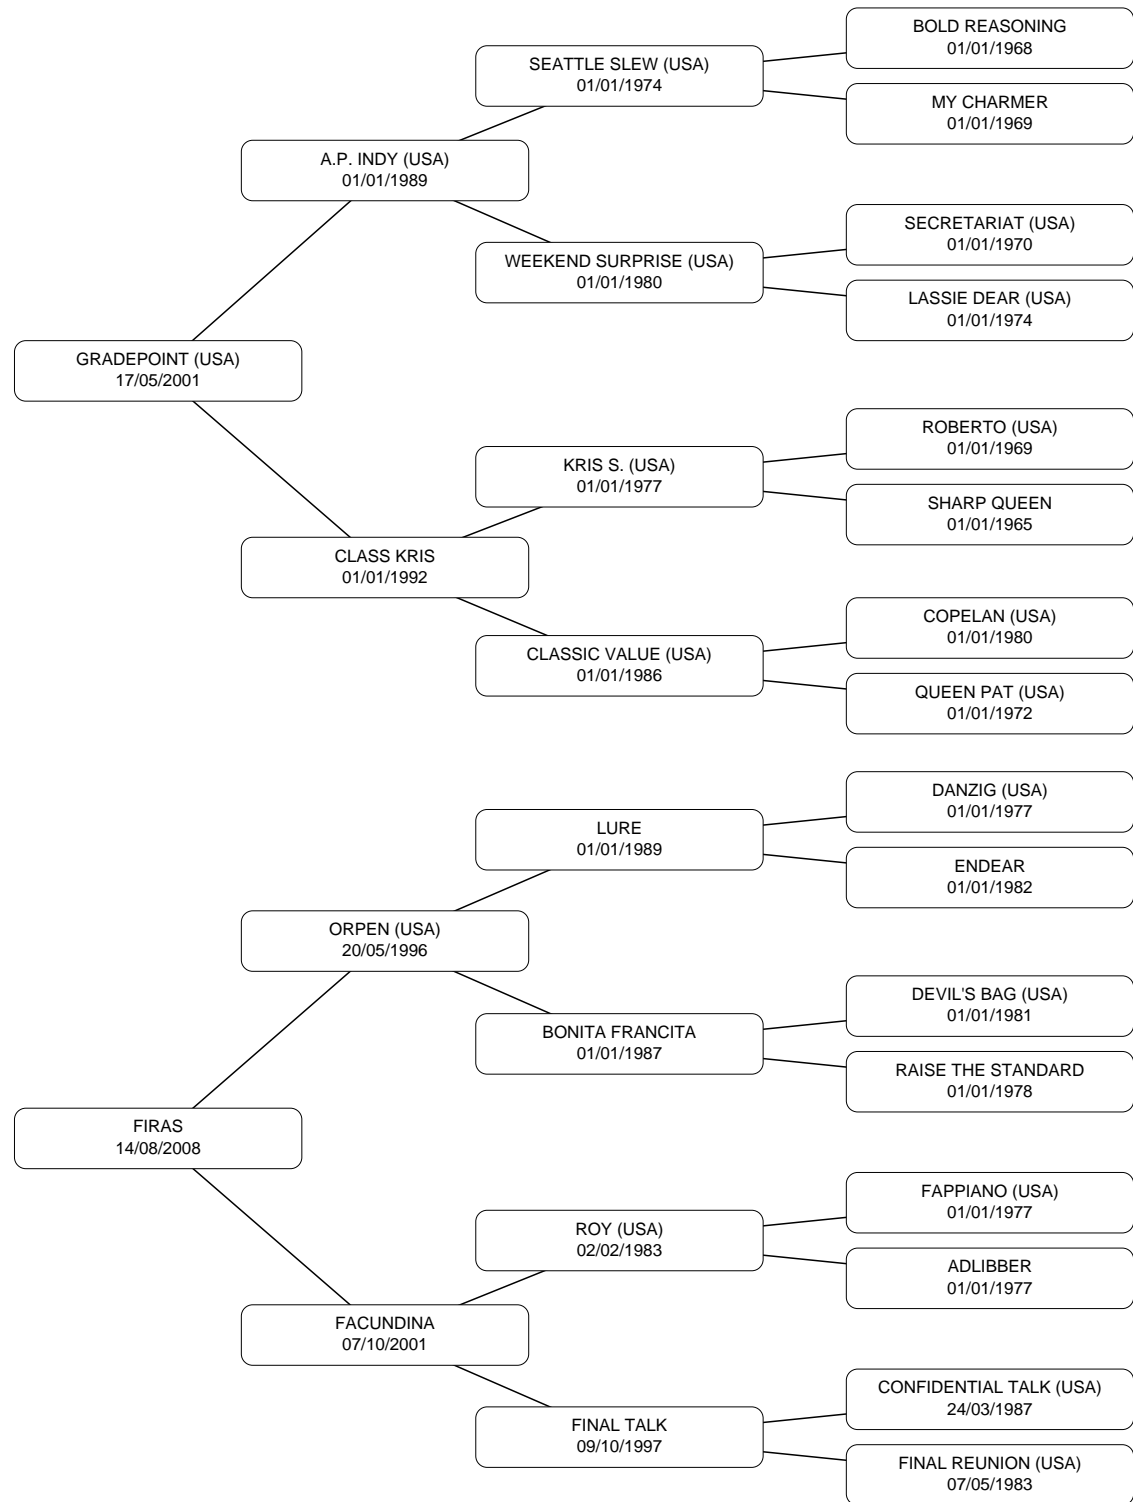 BOLD REASONING
01/01/1968
SEATTLE SLEW (USA)
01/01/1974
MY CHARMER
01/01/1969
A.P. INDY (USA)
01/01/1989
SECRETARIAT (USA)
01/01/1970
WEEKEND SURPRISE (USA)
01/01/1980
LASSIE DEAR (USA)
01/01/1974
GRADEPOINT (USA)
17/05/2001
ROBERTO (USA)
01/01/1969
KRIS S. (USA)
01/01/1977
SHARP QUEEN
01/01/1965
CLASS KRIS
01/01/1992
COPELAN (USA)
01/01/1980
CLASSIC VALUE (USA)
01/01/1986
QUEEN PAT (USA)
01/01/1972
DANZIG (USA)
01/01/1977
LURE
01/01/1989
ENDEAR
01/01/1982
ORPEN (USA)
20/05/1996
DEVIL'S BAG (USA)
01/01/1981
BONITA FRANCITA
01/01/1987
RAISE THE STANDARD
01/01/1978
FIRAS
14/08/2008
FAPPIANO (USA)
01/01/1977
ROY (USA)
02/02/1983
ADLIBBER
01/01/1977
FACUNDINA
07/10/2001
CONFIDENTIAL TALK (USA)
24/03/1987
FINAL TALK
09/10/1997
FINAL REUNION (USA)
07/05/1983